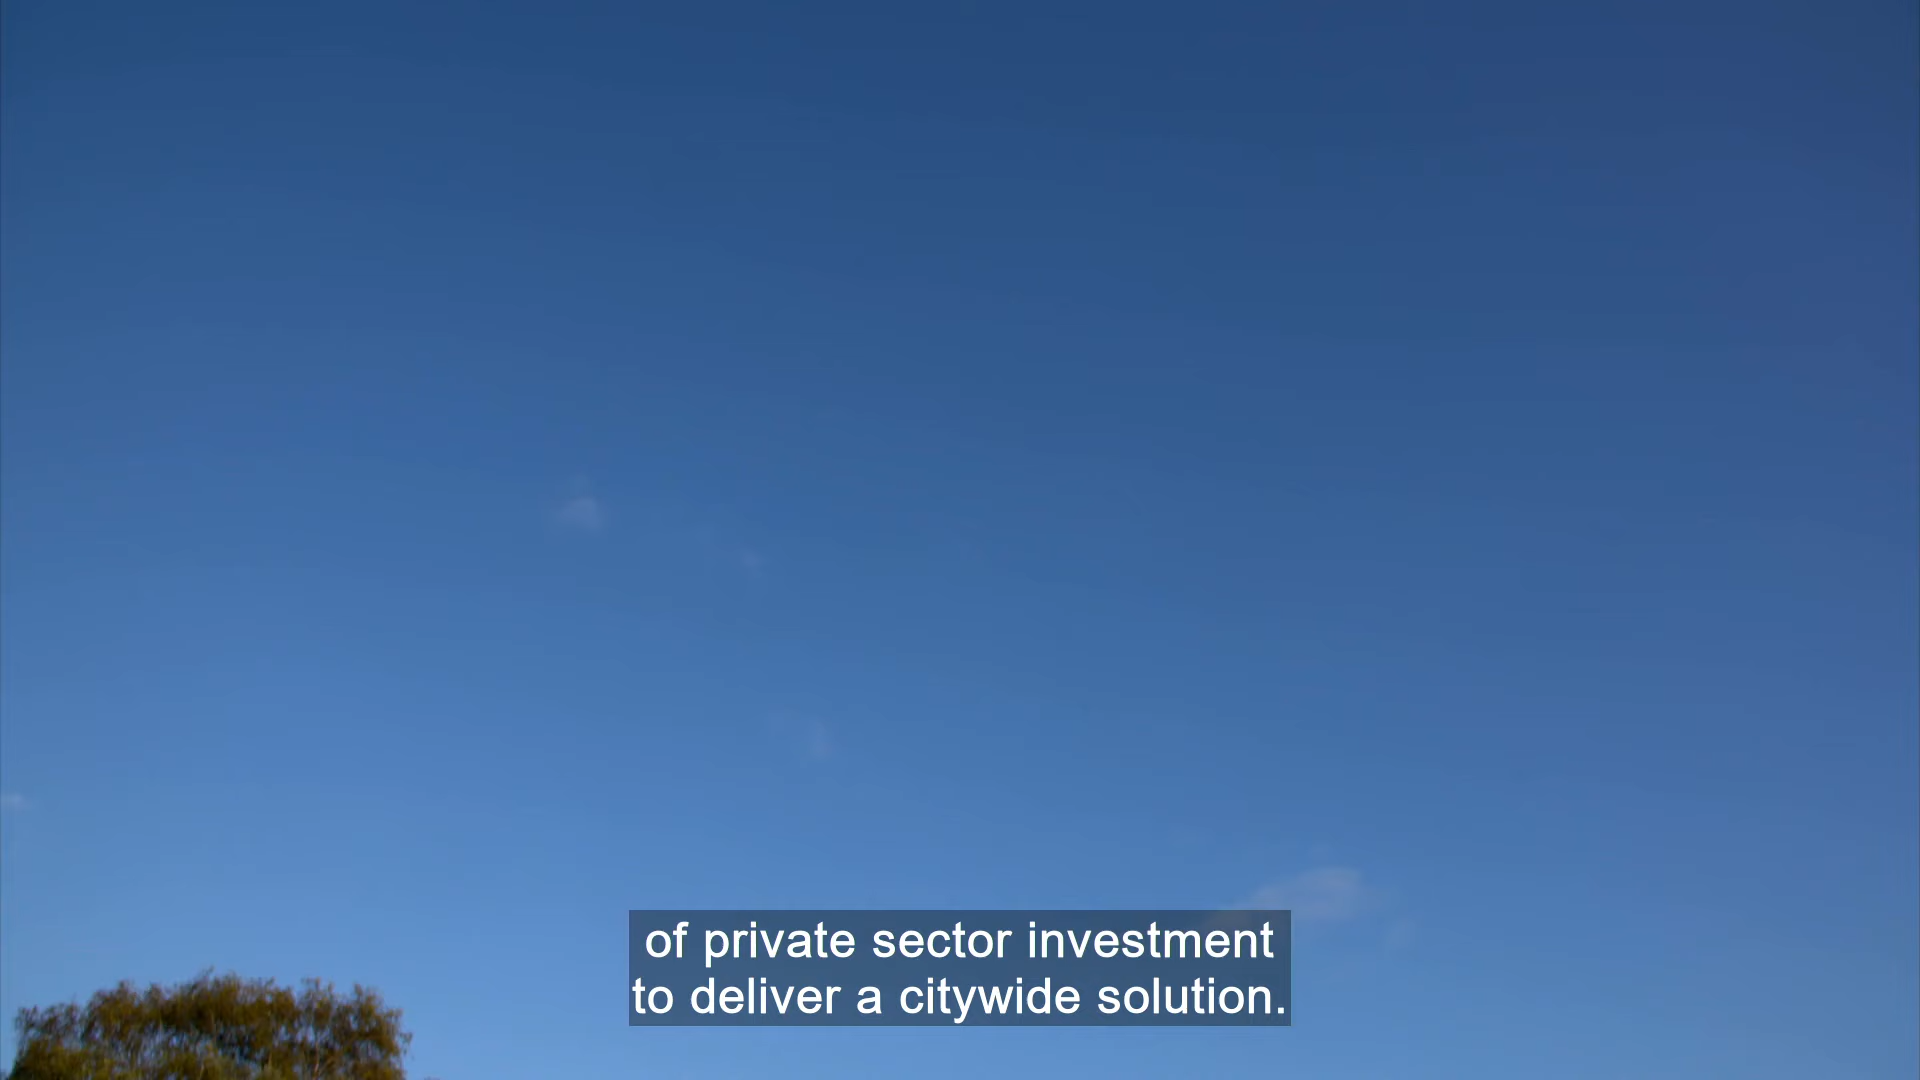 of private sector investment
to deliver a citywide solution.